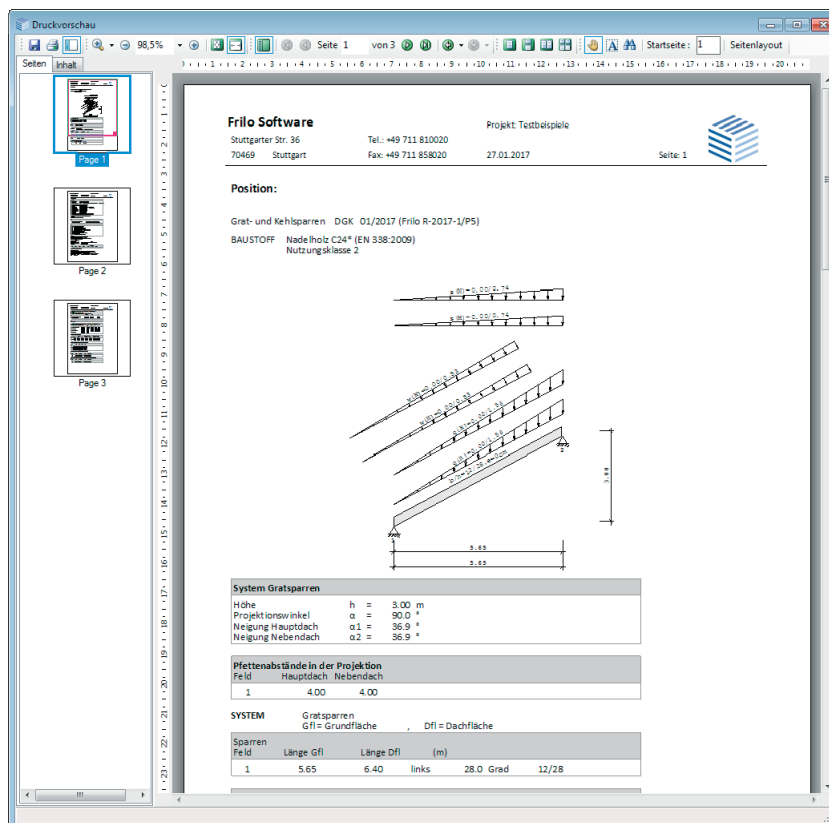 Druckvorschau
98,5% Seite 1 von 3 Startseite: 1 Seitenlayout
Seiten Inhalt
Page 1
Page 2
Page 3
Frilo Software
Projekt: Testbeispiele
Stuttgarter Str. 36 Tel.: +49 711 810020
70469 Stuttgart Fax: +49 711 858020 27.01.2017 Seite: 1
Position:
Grat- und Kehlsparren DGK 01/2017 (Frilo R-2017-1/P5)
BAUSTOFF Nadelholz C24* (EN 338:2009)
Nutzungsklasse 2
b/h=12/28,e=0cm
1
2
3.00
5.65
5.65
System Gratsparren
Höhe h = 3.00 m
Projektionswinkel α = 90.0 °
Neigung Hauptdach α1 = 36.9 °
Neigung Nebendach α2 = 36.9 °
Pfettenabstände in der Projektion
Feld Hauptdach Nebendach
1 4.00 4.00
SYSTEM Gratsparren
Gfl = Grundfläche , Dfl = Dachfläche
Sparren
Feld Länge Gfl Länge Dfl (m)
1 5.65 6.40 links 28.0 Grad 12/28